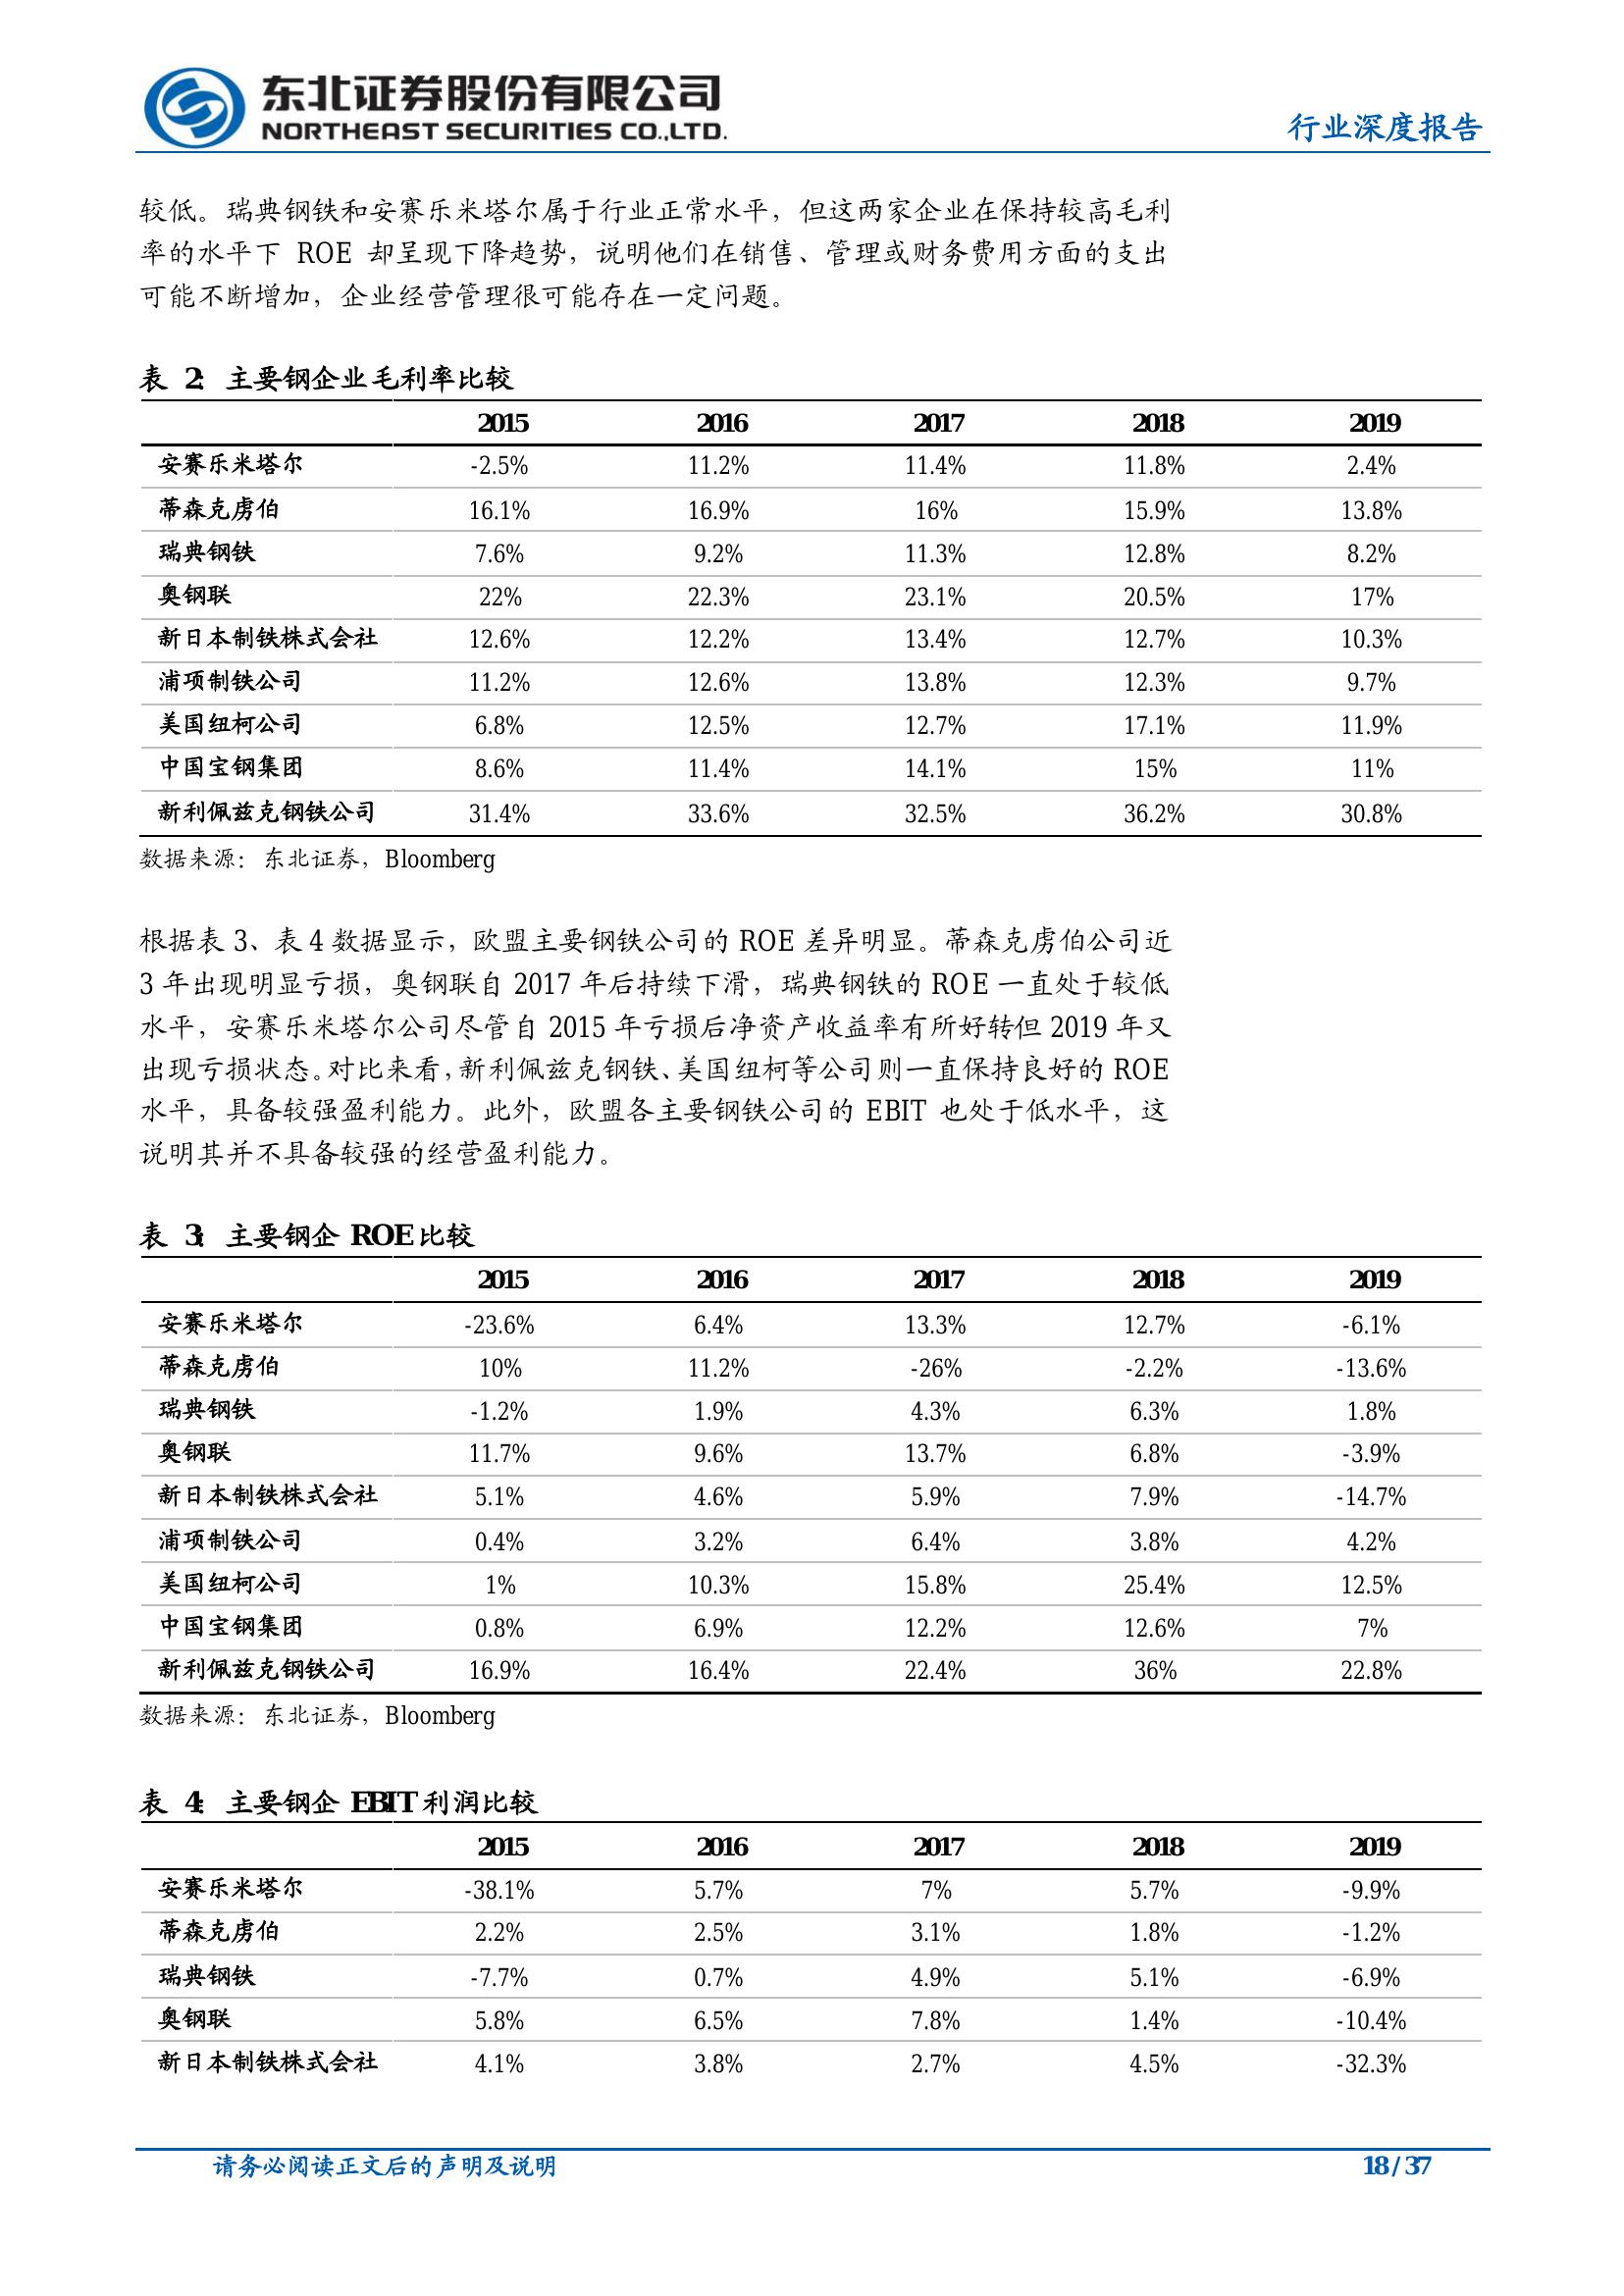 东北证券股份有限公司
NORTHEAST SECURITIES CO.,LTD.
行业深度报告
较低。瑞典钢铁和安赛乐米塔尔属于行业正常水平，但这两家企业在保持较高毛利
率的水平下 ROE 却呈现下降趋势，说明他们在销售、管理或财务费用方面的支出
可能不断增加，企业经营管理很可能存在一定问题。
表 2：主要钢企业毛利率比较
2015 2016 2017 2018 2019
安赛乐米塔尔 -2.5% 11.2% 11.4% 11.8% 2.4%
蒂森克虏伯 16.1% 16.9% 16% 15.9% 13.8%
瑞典钢铁 7.6% 9.2% 11.3% 12.8% 8.2%
奥钢联 22% 22.3% 23.1% 20.5% 17%
新日本制铁株式会社 12.6% 12.2% 13.4% 12.7% 10.3%
浦项制铁公司 11.2% 12.6% 13.8% 12.3% 9.7%
美国纽柯公司 6.8% 12.5% 12.7% 17.1% 11.9%
中国宝钢集团 8.6% 11.4% 14.1% 15% 11%
新利佩兹克钢铁公司 31.4% 33.6% 32.5% 36.2% 30.8%
数据来源：东北证券，Bloomberg
根据表 3、表 4 数据显示，欧盟主要钢铁公司的 ROE 差异明显。蒂森克虏伯公司近
3 年出现明显亏损，奥钢联自 2017 年后持续下滑，瑞典钢铁的 ROE 一直处于较低
水平，安赛乐米塔尔公司尽管自 2015 年亏损后净资产收益率有所好转但 2019 年又
出现亏损状态。对比来看，新利佩兹克钢铁、美国纽柯等公司则一直保持良好的 ROE
水平，具备较强盈利能力。此外，欧盟各主要钢铁公司的 EBIT 也处于低水平，这
说明其并不具备较强的经营盈利能力。
表 3：主要钢企 ROE 比较
2015 2016 2017 2018 2019
安赛乐米塔尔 -23.6% 6.4% 13.3% 12.7% -6.1%
蒂森克虏伯 10% 11.2% -26% -2.2% -13.6%
瑞典钢铁 -1.2% 1.9% 4.3% 6.3% 1.8%
奥钢联 11.7% 9.6% 13.7% 6.8% -3.9%
新日本制铁株式会社 5.1% 4.6% 5.9% 7.9% -14.7%
浦项制铁公司 0.4% 3.2% 6.4% 3.8% 4.2%
美国纽柯公司 1% 10.3% 15.8% 25.4% 12.5%
中国宝钢集团 0.8% 6.9% 12.2% 12.6% 7%
新利佩兹克钢铁公司 16.9% 16.4% 22.4% 36% 22.8%
数据来源：东北证券，Bloomberg
表 4：主要钢企 EBIT 利润比较
2015 2016 2017 2018 2019
安赛乐米塔尔 -38.1% 5.7% 7% 5.7% -9.9%
蒂森克虏伯 2.2% 2.5% 3.1% 1.8% -1.2%
瑞典钢铁 -7.7% 0.7% 4.9% 5.1% -6.9%
奥钢联 5.8% 6.5% 7.8% 1.4% -10.4%
新日本制铁株式会社 4.1% 3.8% 2.7% 4.5% -32.3%
请务必阅读正文后的声明及说明 18 / 37